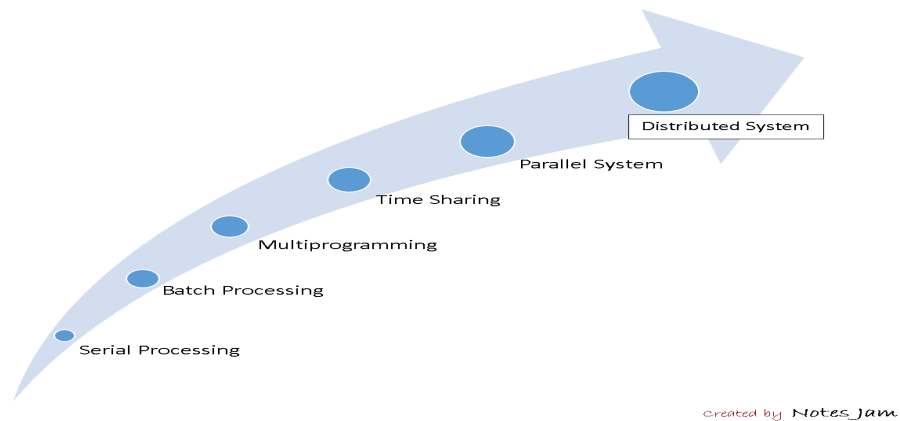 Distributed System
Parallel System
Time Sharing
Multiprogramming
Batch Processing
Serial Processing
Created by Notes Jam